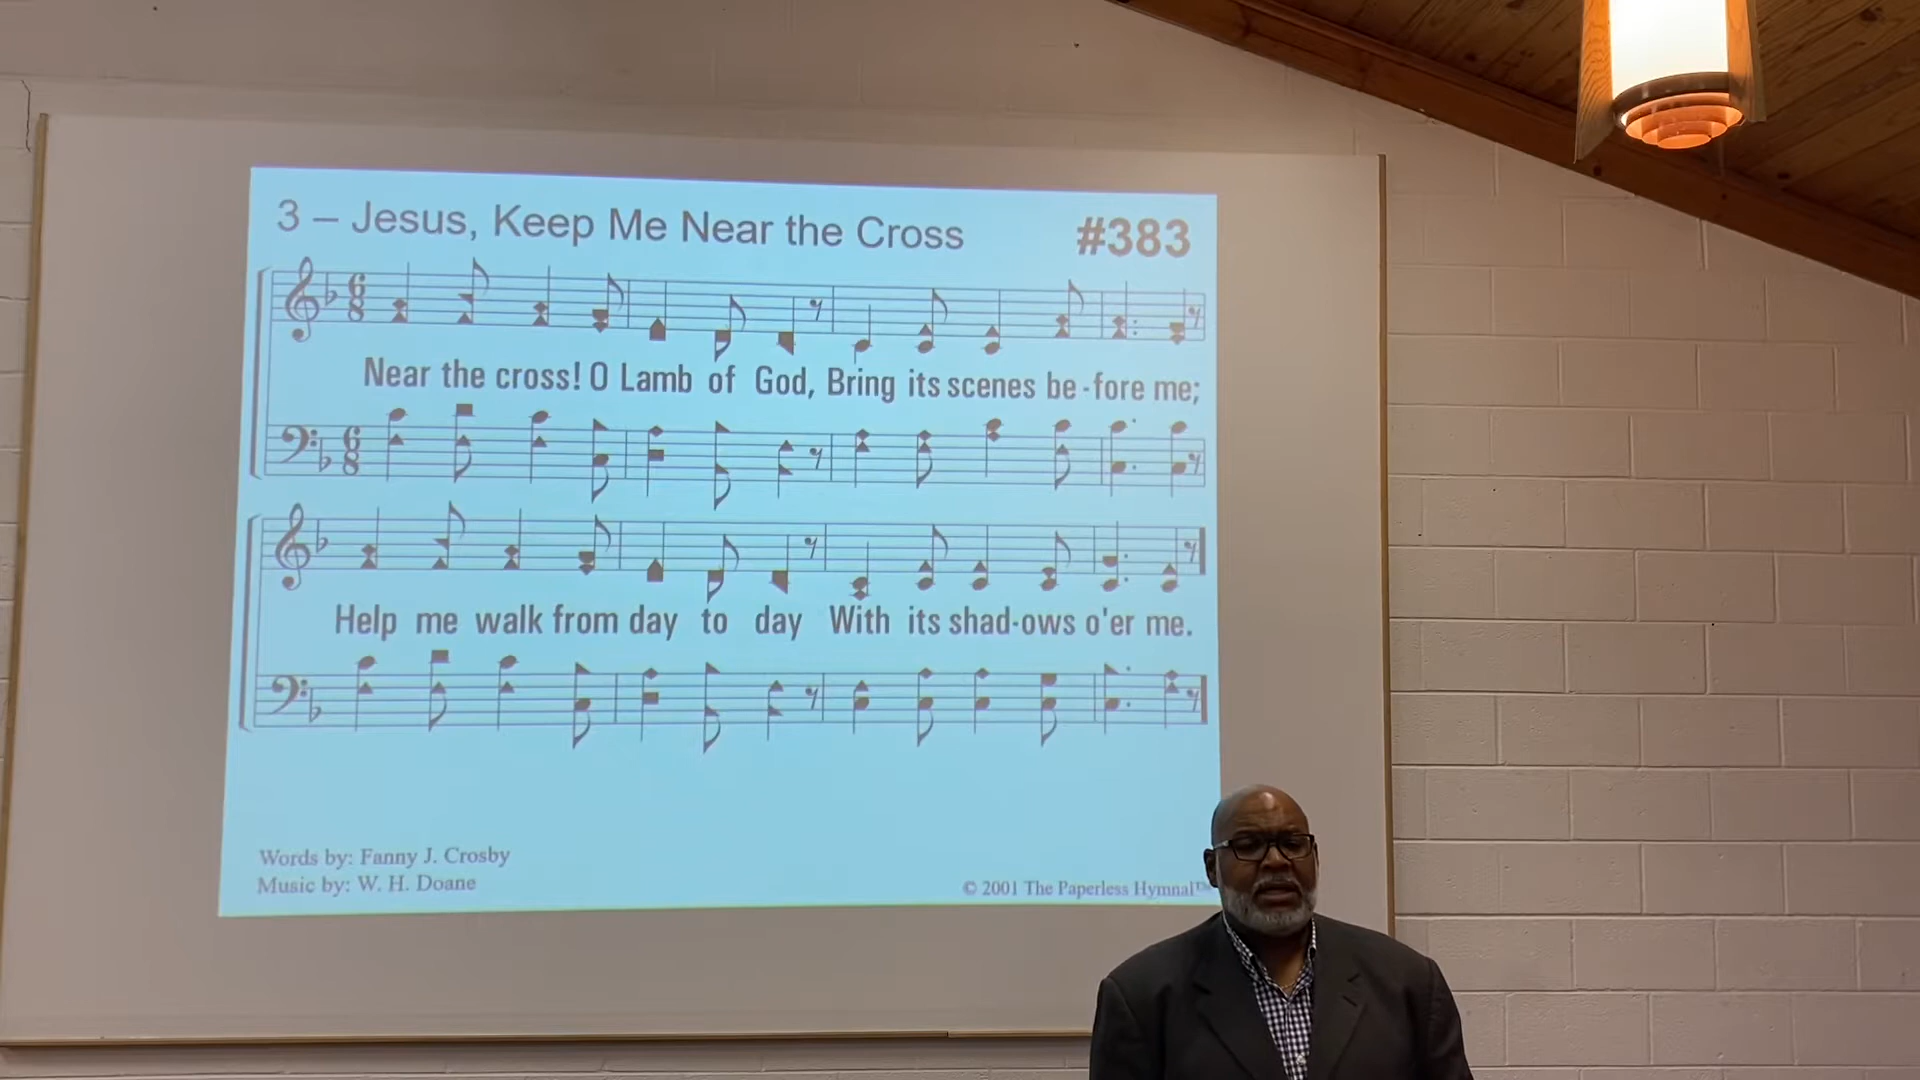 3 – Jesus, Keep Me Near the Cross #383
Near the cross! O Lamb of God, Bring its scenes be-fore me;
Help me walk from day to day With its shad-ows o'er me.
Words by: Fanny J. Crosby
Music by: W. H. Doane
© 2001 The Paperless Hymnal™